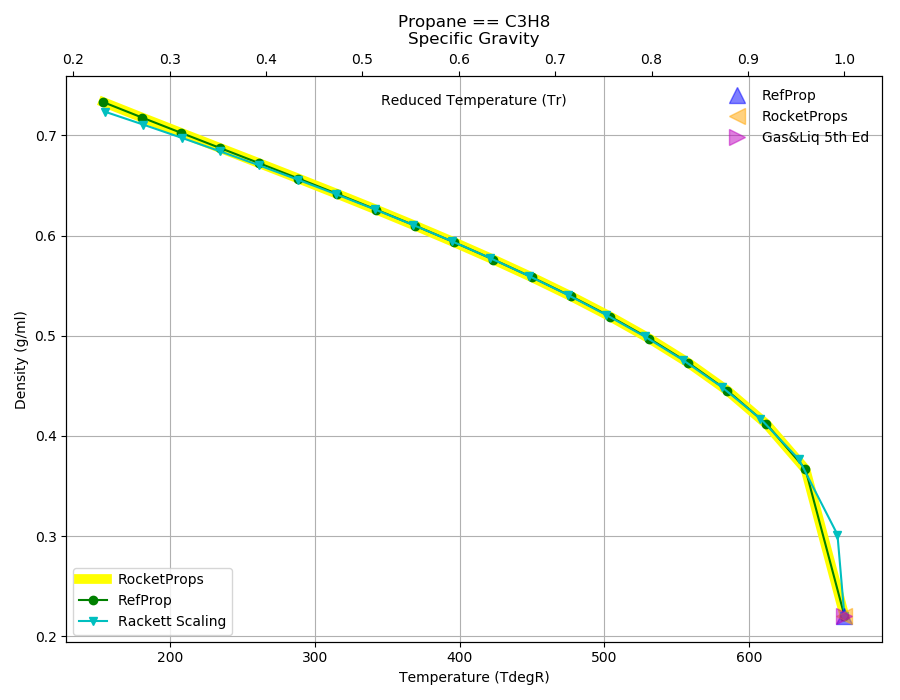 Propane == C3H8
Specific Gravity
0.2 0.3 0.4 0.5 0.6 0.7 0.8 0.9 1.0
Reduced Temperature (Tr)
RefProp
RocketProps
Gas&Liq 5th Ed
0.7
0.6
0.5
0.4
0.3
0.2
Density (g/ml)
RocketProps
RefProp
Rackett Scaling
200 300 400 500 600
Temperature (TdegR)